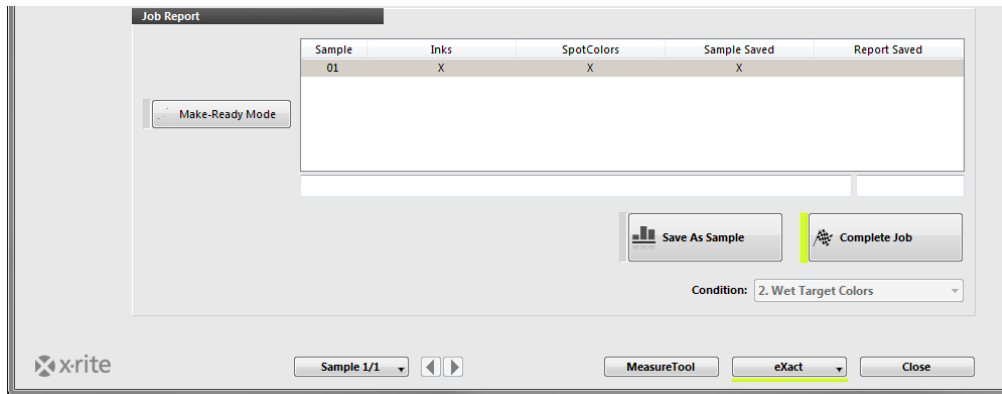 Job Report
Sample Inks SpotColors Sample Saved Report Saved
01 X X X
Make-Ready Mode
Save As Sample Complete Job
Condition: 2. Wet Target Colors
x·rite Sample 1/1 MeasureTool eXact Close